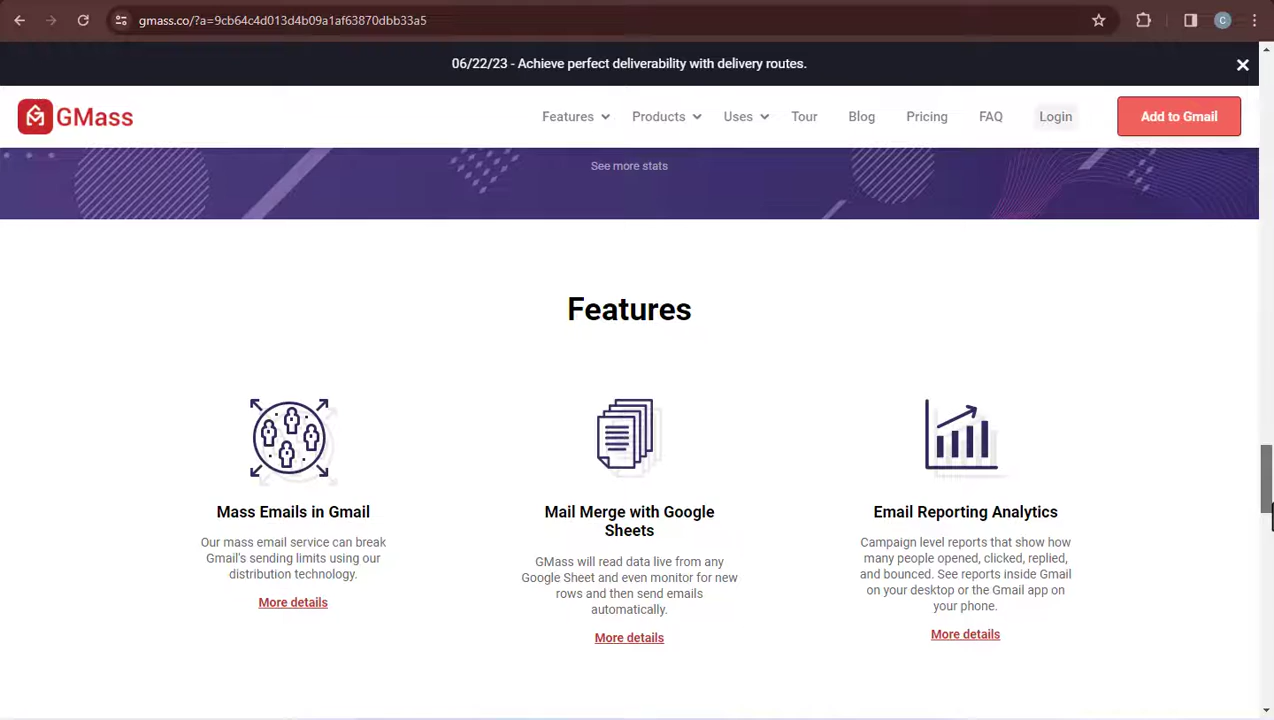 gmass.co/?a=9cb64c4d013d4b09a1af63870dbb33a5
C
06/22/23 - Achieve perfect deliverability with delivery routes.
GMass
Features Products Uses Tour Blog Pricing FAQ Login Add to Gmail
See more stats
Features
Mass Emails in Gmail
Our mass email service can break
Gmail's sending limits using our
distribution technology.
More details
Mail Merge with Google
Sheets
GMass will read data live from any
Google Sheet and even monitor for new
rows and then send emails
automatically.
More details
Email Reporting Analytics
Campaign level reports that show how
many people opened, clicked, replied,
and bounced. See reports inside Gmail
on your desktop or the Gmail app on
your phone.
More details